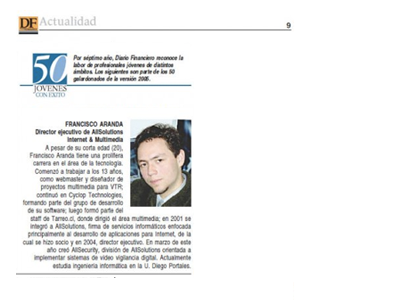 DF Actualidad
9
Por séptimo año, Diario Financiero reconoce la
labor de profesionales jóvenes de distintos
ámbitos. Los siguientes son parte de los 50
galardonados de la versión 2005.
50
JOVENES
CON EXITO
FRANCISCO ARANDA
Director ejecutivo de AllSolutions
Internet & Multimedia
A pesar de su corta edad (20),
Francisco Aranda tiene una prolífera
carrera en el área de la tecnología.
Comenzó a trabajar a los 13 años,
como webmaster y diseñador de
proyectos multimedia para VTR;
continuó en Cyclop Technologies,
formando parte del grupo de desarrollo
de su software; luego formó parte del
staff de Tarreo.cl, donde dirigió el área multimedia; en 2001 se
integró a AllSolutions, firma de servicios informáticos enfocada
principalmente al desarrollo de aplicaciones para Internet, de la
cual se hizo socio y en 2004, director ejecutivo. En marzo de este
año creó AllSecurity, división de AllSolutions orientada a
implementar sistemas de video vigilancia digital. Actualmente
estudia ingeniería informática en la U. Diego Portales.